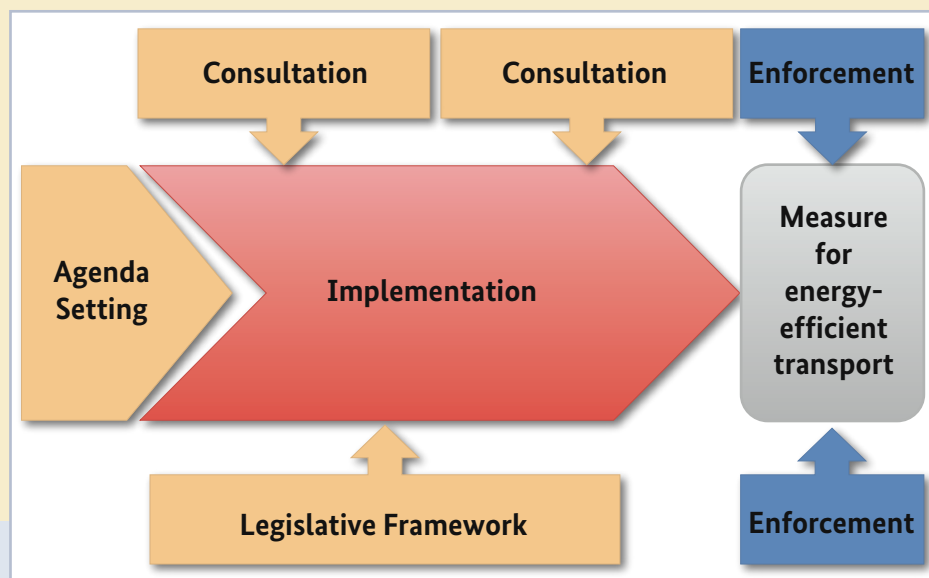 Consultation
Consultation
Enforcement
Agenda
Setting
Implementation
Measure
for
energy-
efficient
transport
Legislative Framework
Enforcement